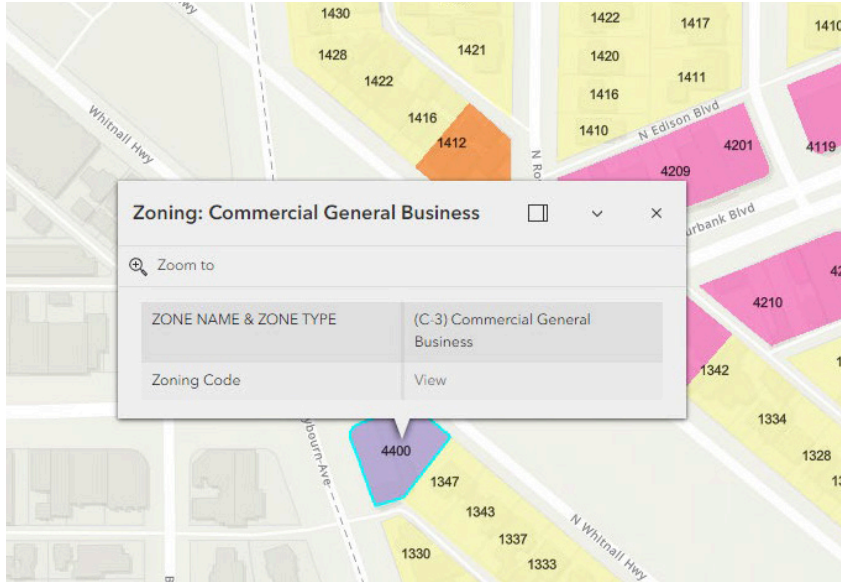 1430
1422
1417
1410
1428
1421
1420
1422
1411
1416
1416
Whitnall Hwy
1412
1410
N Edison Blvd
4201
4119
4209
Zoning: Commercial General Business
Zoom to
ZONE NAME & ZONE TYPE
(C-3) Commercial General
Business
Zoning Code
View
4210
1342
1334
4400
1328
1347
1343
N Whitnall Hwy
1337
1330
1333